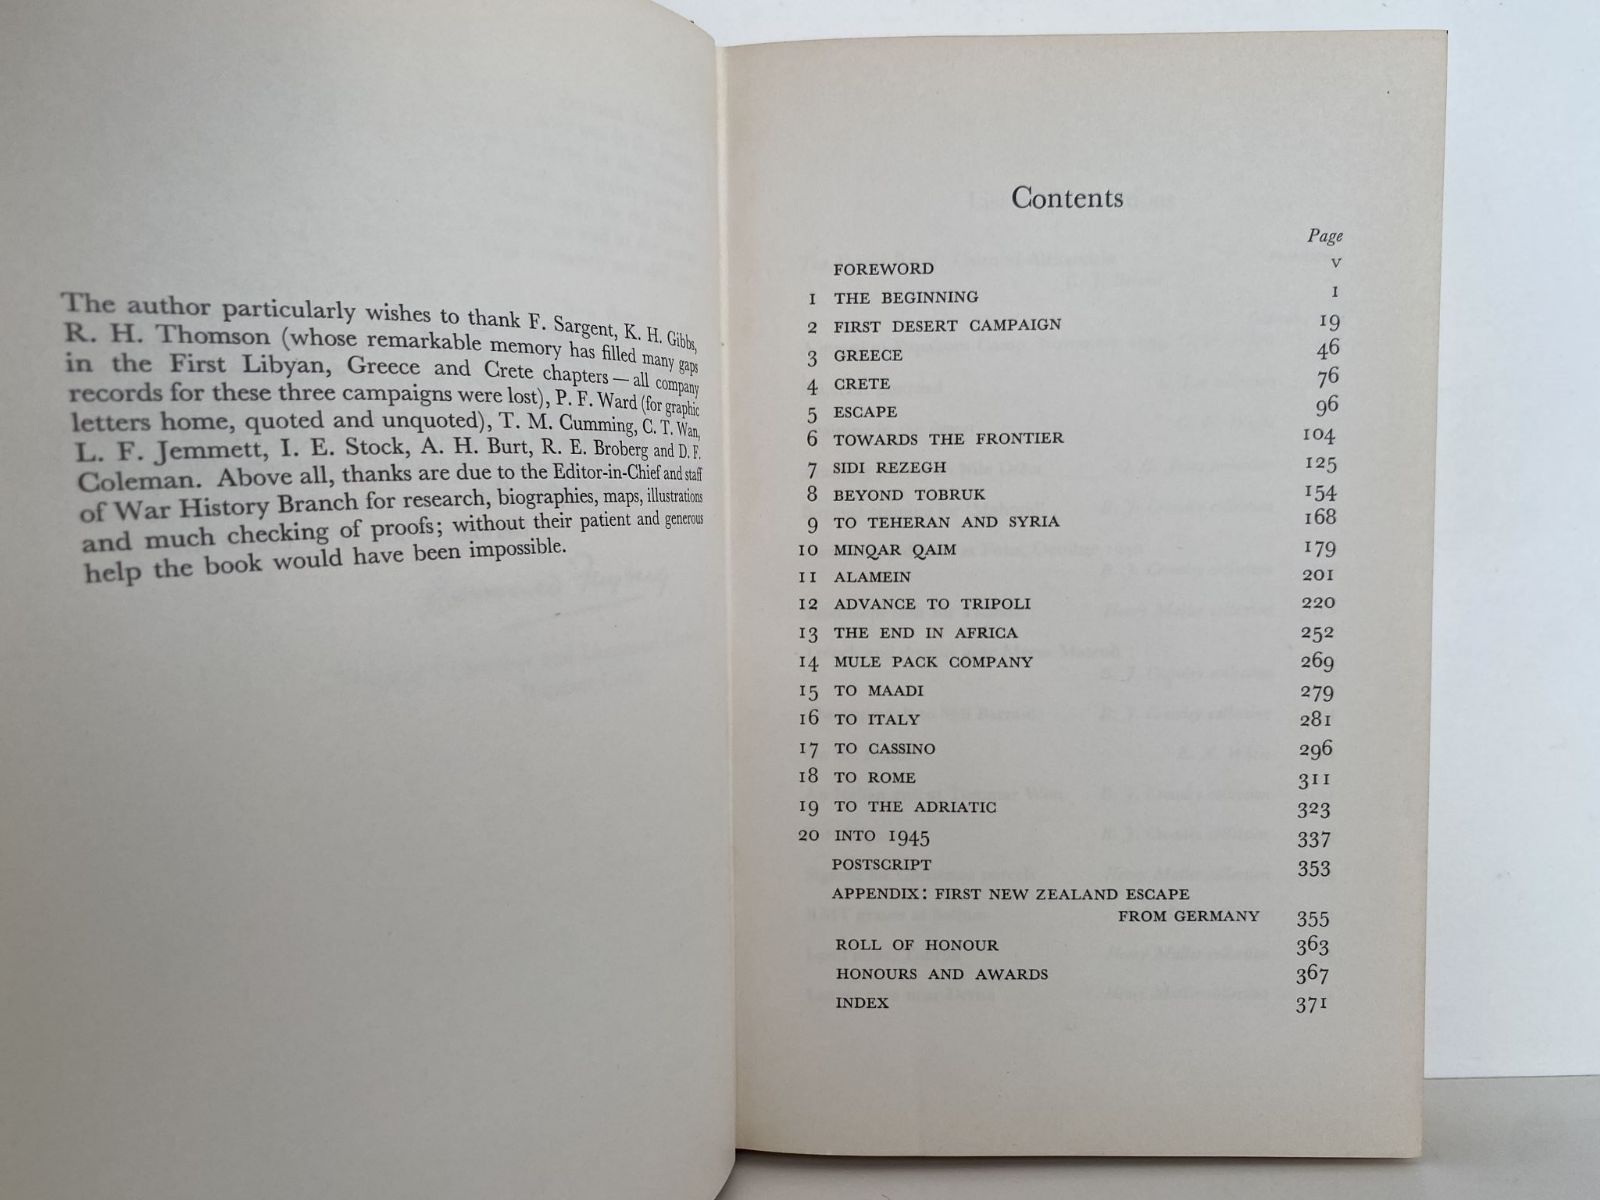 The author particularly wishes to thank F. Sargent, K. H. Gibbs,
R. H. Thomson (whose remarkable memory has filled many gaps
in the First Libyan, Greece and Crete chapters — all company
records for these three campaigns were lost), P. F. Ward (for graphic
letters home, quoted and unquoted), T. M. Cumming, C. T. Wan,
L. F. Jemmett, I. E. Stock, A. H. Burt, R. E. Broberg and D. F.
Coleman. Above all, thanks are due to the Editor-in-Chief and staff
of War History Branch for research, biographies, maps, illustrations
and much checking of proofs; without their patient and generous
help the book would have been impossible.
Contents
Page
FOREWORD v
1 THE BEGINNING 1
2 FIRST DESERT CAMPAIGN 19
3 GREECE 46
4 CRETE 76
5 ESCAPE 96
6 TOWARDS THE FRONTIER 104
7 SIDI REZEGH 125
8 BEYOND TOBRUK 154
9 TO TEHERAN AND SYRIA 168
10 MINQAR QAIM 179
11 ALAMEIN 201
12 ADVANCE TO TRIPOLI 220
13 THE END IN AFRICA 252
14 MULE PACK COMPANY 269
15 TO MAADI 279
16 TO ITALY 281
17 TO CASSINO 296
18 TO ROME 311
19 TO THE ADRIATIC 323
20 INTO 1945 337
POSTSCRIPT 353
APPENDIX: FIRST NEW ZEALAND ESCAPE
FROM GERMANY 355
ROLL OF HONOUR 363
HONOURS AND AWARDS 367
INDEX 371